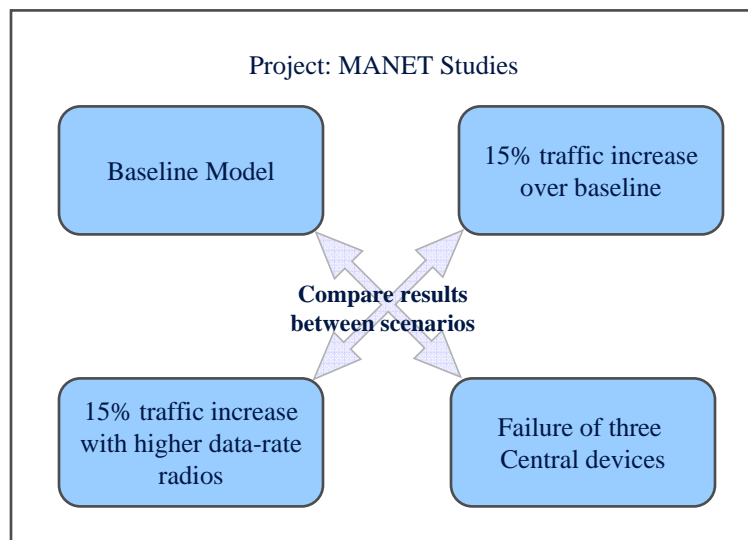 Project: MANET Studies
Baseline Model
15% traffic increase
over baseline
Compare results
between scenarios
15% traffic increase
with higher data-rate
radios
Failure of three
Central devices